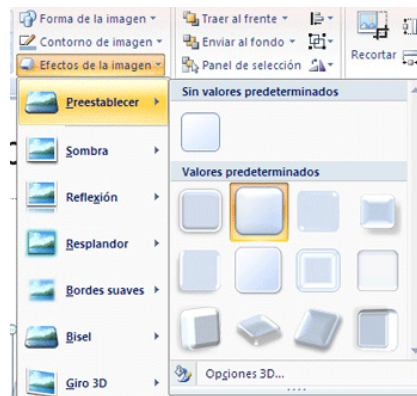 Forma de la imagen
Contorno de imagen
Efectos de la imagen
Traer al frente
Enviar al fondo
Panel de selección
Recortar
Preestablecer
Sombra
Reflexión
Resplandor
Bordes suaves
Bisel
Giro 3D
Sin valores predeterminados
Valores predeterminados
Opciones 3D...